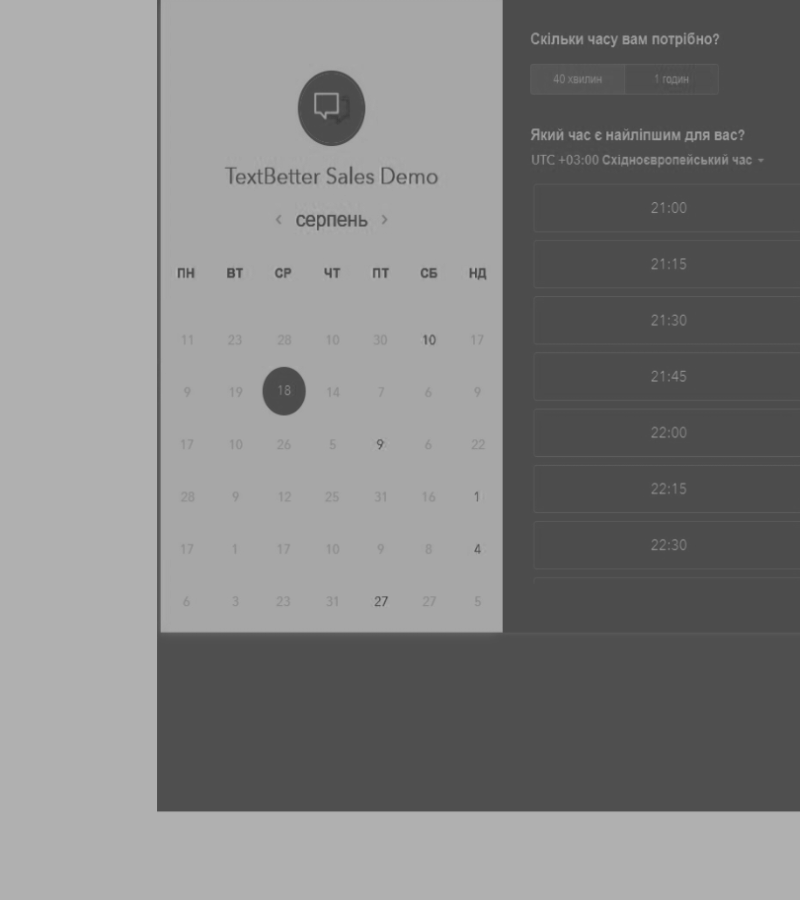 TextBetter Sales Demo
серпень
ПН ВТ СР ЧТ ПТ СБ НД
11 23 28 10 30 10 17
9 19 18 14 7 6 9
17 10 26 5 9 6 22
28 9 12 25 31 16 1
17 1 17 10 9 8 4
6 3 23 31 27 27 5
Скільки часу вам потрібно?
40 хвилин 1 годин
Який час є найліпшим для вас?
UTC +03:00 Східноєвропейський час
21:00
21:15
21:30
21:45
22:00
22:15
22:30